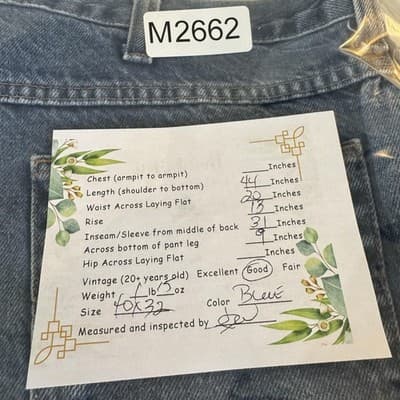 M2662
Chest (armpit to armpit) ____Inches
Length (shoulder to bottom) 44 Inches
Waist Across Laying Flat 20 Inches
Rise 13 Inches
Inseam/Sleeve from middle of back 31 Inches
Across bottom of pant leg 9 Inches
Hip Across Laying Flat ____Inches
Vintage (20+ years old) Excellent Good Fair
Weight 1 lb oz Color BLUE
Size 40x32
Measured and inspected by